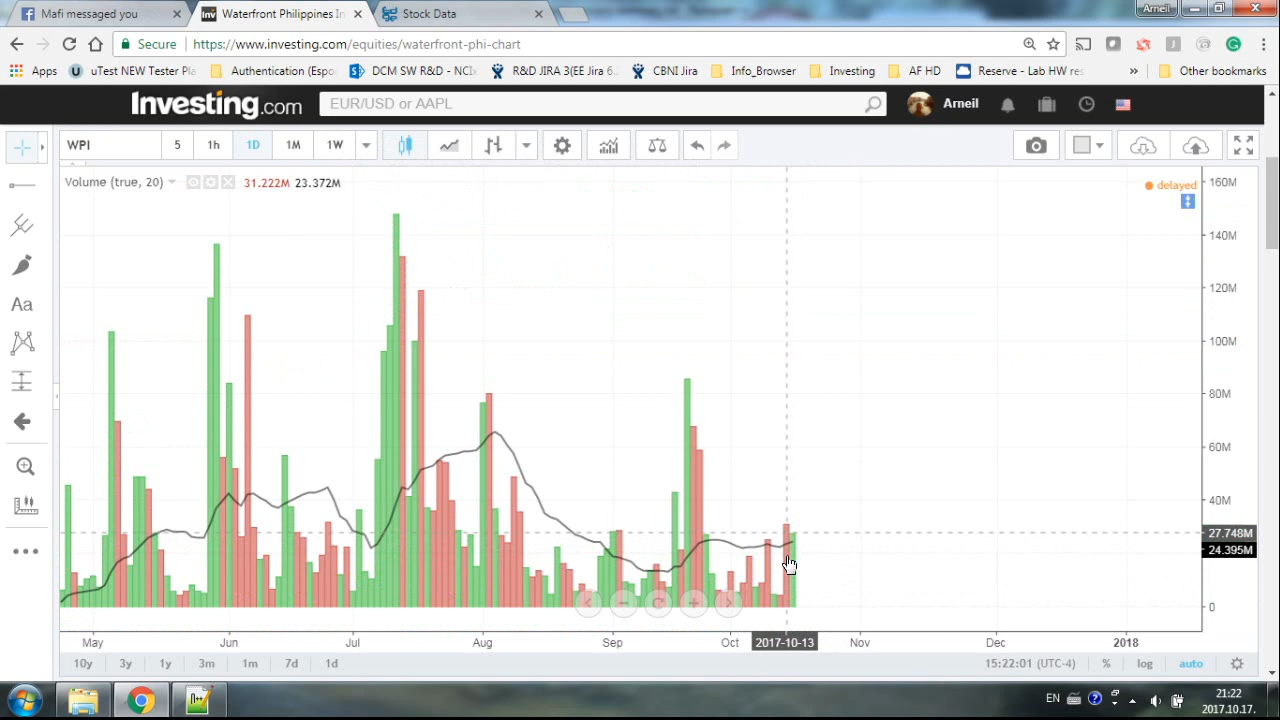 Mafi messaged you
Waterfront Philippines In
Stock Data
Arneil
Secure
https://www.investing.com/equities/waterfront-phi-chart
Apps
uTest NEW Tester Pla
Authentication (Espo
DCM SW R&D - NCI
R&D JIRA 3(EE Jira 6.
CBNI Jira
Info_Browser
Investing
AF HD
Reserve - Lab HW res
»
Other bookmarks
Investing.com
EUR/USD or AAPL
Arneil
WPI
5
1h
1D
1M
1W
Volume (true, 20)
31.222M
23.372M
delayed
Aa
160M
140M
120M
100M
80M
60M
40M
27.748M
24.395M
0
May
Jun
Jul
Aug
Sep
Oct
2017-10-13
Nov
Dec
2018
10y
3y
1y
3m
1m
7d
1d
15:22:01 (UTC-4)
%
log
auto
EN
21:22
2017.10.17.